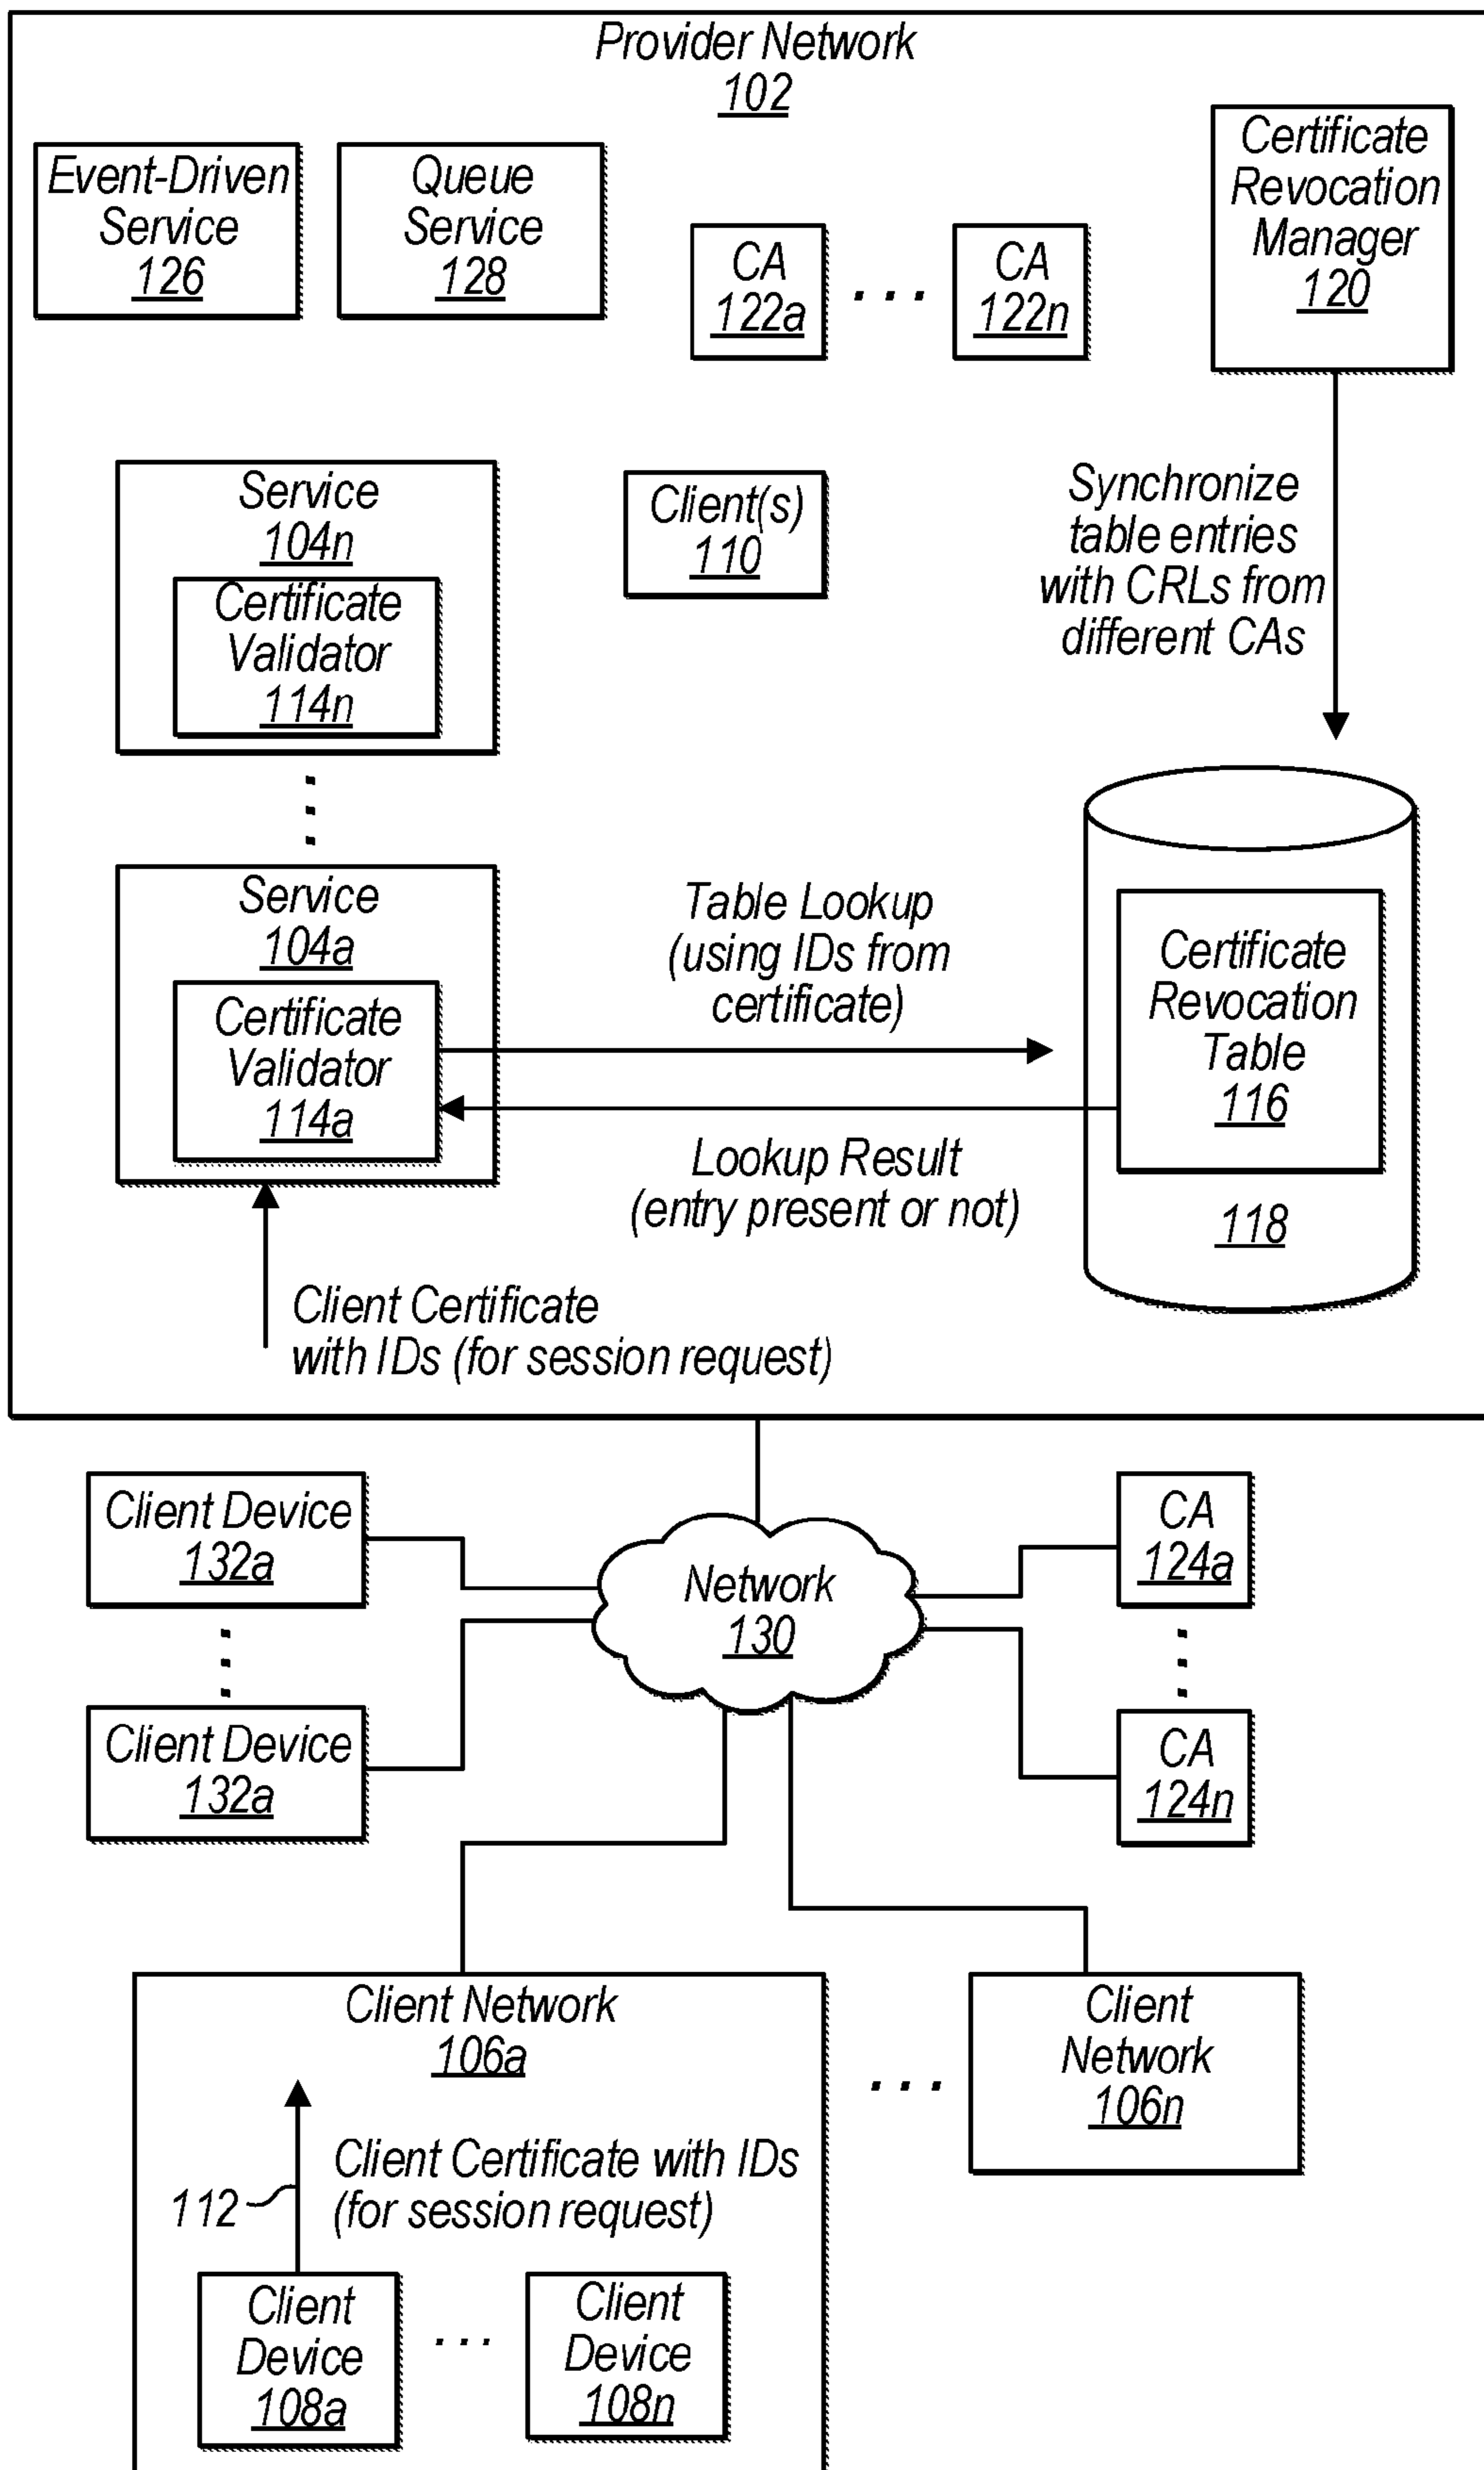 Provider Network
102
Event-Driven
Service
126
Queue
Service
128
CA
122a
. . .
CA
122n
Certificate
Revocation
Manager
120
Service
104n
Certificate
Validator
114n
Client(s)
110
Synchronize
table entries
with CRLs from
different CAs
Service
104a
Certificate
Validator
114a
Table Lookup
(using IDs from
certificate)
Lookup Result
(entry present or not)
Certificate
Revocation
Table
116
118
Client Certificate
with IDs (for session request)
Client Device
132a
Client Device
132a
Network
130
CA
124a
CA
124n
Client Network
106a
112
Client Certificate with IDs
(for session request)
Client
Device
108a
. . .
Client
Device
108n
. . .
Client
Network
106n